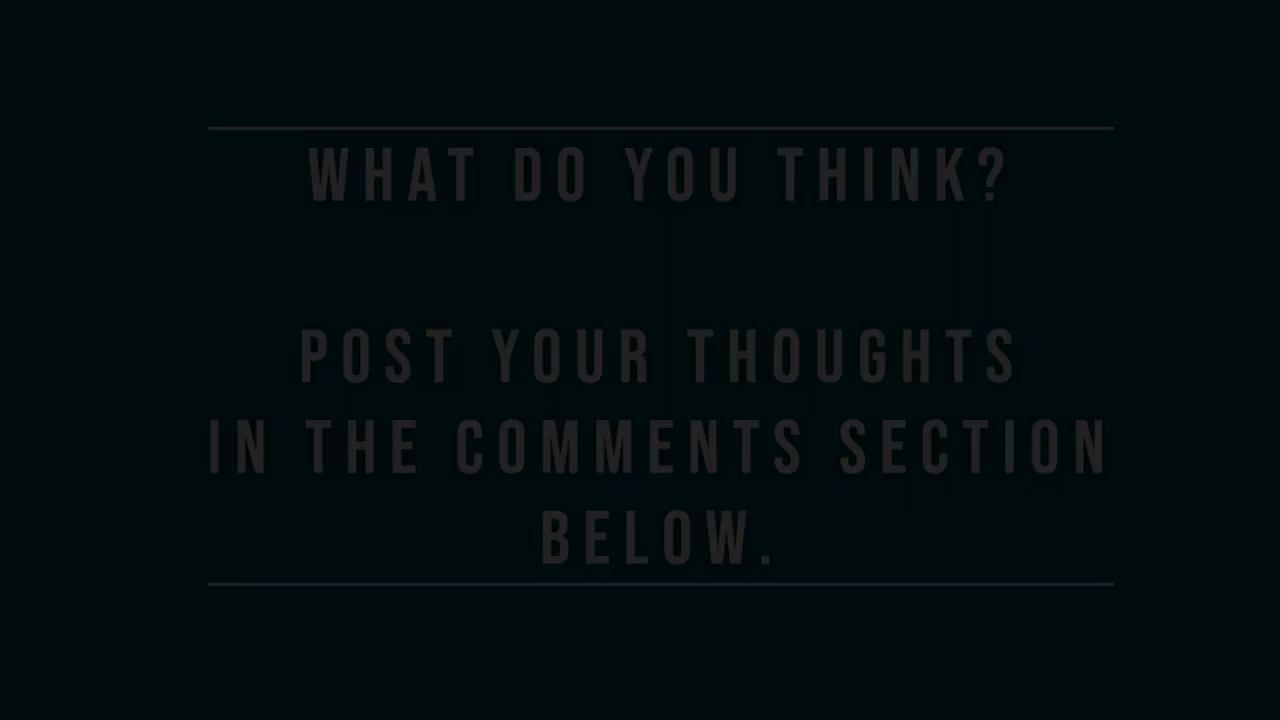 WHAT DO YOU THINK?
POST YOUR THOUGHTS
IN THE COMMENTS SECTION
BELOW.